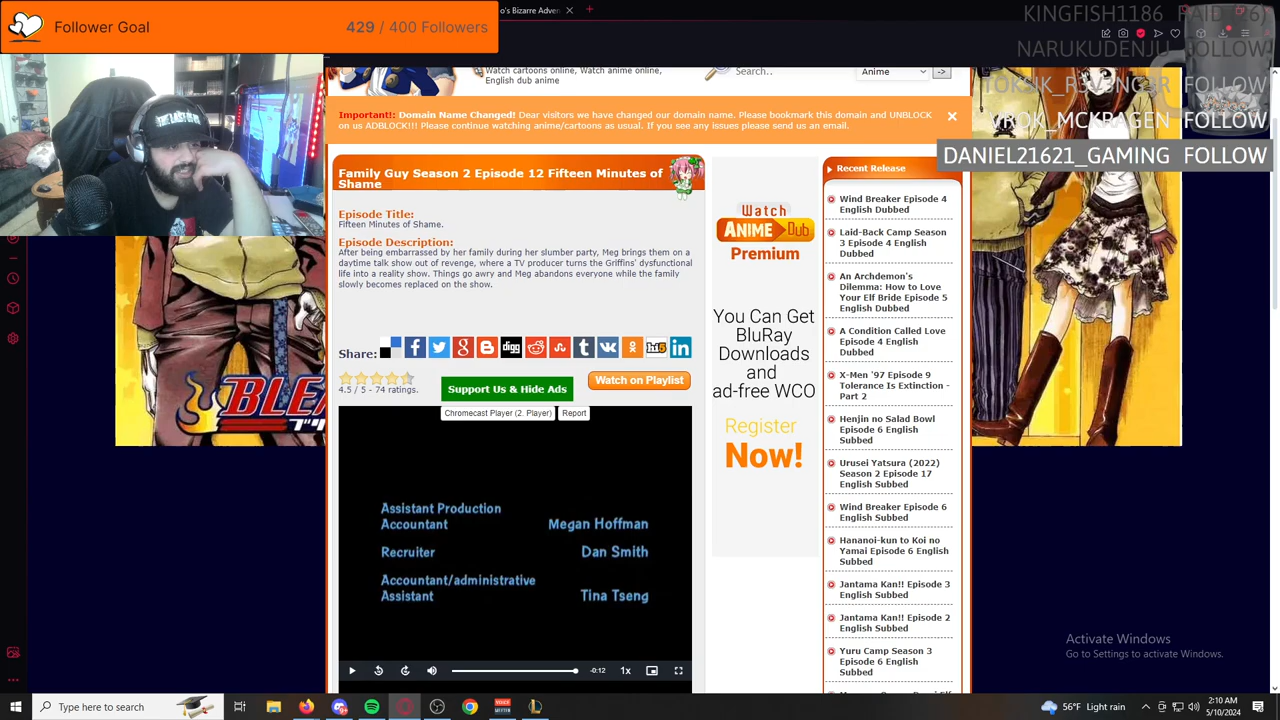 Follower Goal
429 / 400 Followers
o's Bizarre Adven
KINGFISH1186 RAID
NARUKUDENJU FOLLOW
TOKSIK_R3V3NG3R FOLLOW
VROK_MCKRAGEN FOLLOW
DANIEL21621_GAMING FOLLOW
Watch cartoons online, Watch anime online,
English dub anime
Search..
Anime
->
Important!: Domain Name Changed! Dear visitors we have changed our domain name. Please bookmark this domain and UNBLOCK
on us ADBLOCK!!! Please continue watching anime/cartoons as usual. If you see any issues please send us an email.
Family Guy Season 2 Episode 12 Fifteen Minutes of
Shame
Episode Title:
Fifteen Minutes of Shame.
Episode Description:
After being embarrassed by her family during her slumber party, Meg brings them on a
daytime talk show out of revenge, where a TV producer turns the Griffins' dysfunctional
life into a reality show. Things go awry and Meg abandons everyone while the family
slowly becomes replaced on the show.
Share:
digg
hi5
in
4.5 / 5 - 74 ratings.
Support Us & Hide Ads
Watch on Playlist
Chromecast Player (2. Player)
Report
Assistant Production
Accountant
Megan Hoffman
Recruiter
Dan Smith
Accountant/administrative
Assistant
Tina Tseng
-0:12
1x
Watch
ANIME Dub
Premium
You Can Get
BluRay
Downloads
and
ad-free WCO
Register
Now!
Recent Release
Wind Breaker Episode 4
English Dubbed
Laid-Back Camp Season
3 Episode 4 English
Dubbed
An Archdemon's
Dilemma: How to Love
Your Elf Bride Episode 5
English Dubbed
A Condition Called Love
Episode 4 English
Dubbed
X-Men '97 Episode 9
Tolerance Is Extinction -
Part 2
Henjin no Salad Bowl
Episode 6 English
Subbed
Urusei Yatsura (2022)
Season 2 Episode 17
English Subbed
Wind Breaker Episode 6
English Subbed
Hananoi-kun to Koi no
Yamai Episode 6 English
Subbed
Jantama Kan!! Episode 3
English Subbed
Jantama Kan!! Episode 2
English Subbed
Yuru Camp Season 3
Episode 6 English
Subbed
Activate Windows
Go to Settings to activate Windows.
Type here to search
56°F Light rain
2:10 AM
5/10/2024